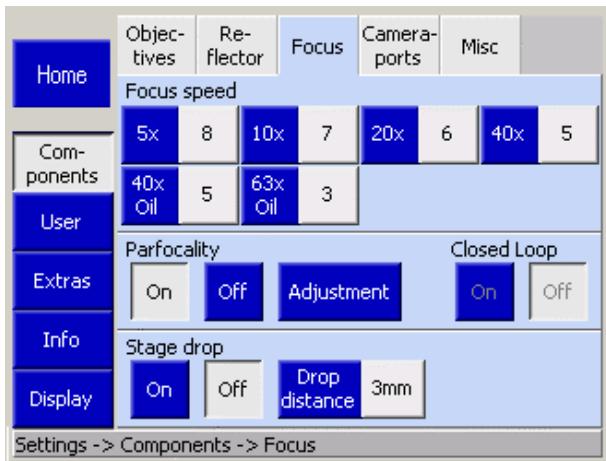 Home
Com-
ponents
User
Extras
Info
Display
Objec-
tives
Re-
flector
Focus
Camera-
ports
Misc
Focus speed
5x 8 10x 7 20x 6 40x 5
40x
Oil
5
63x
Oil
3
Parfocality
On Off Adjustment
Closed Loop
On Off
Stage drop
On Off
Drop
distance
3mm
Settings -> Components -> Focus